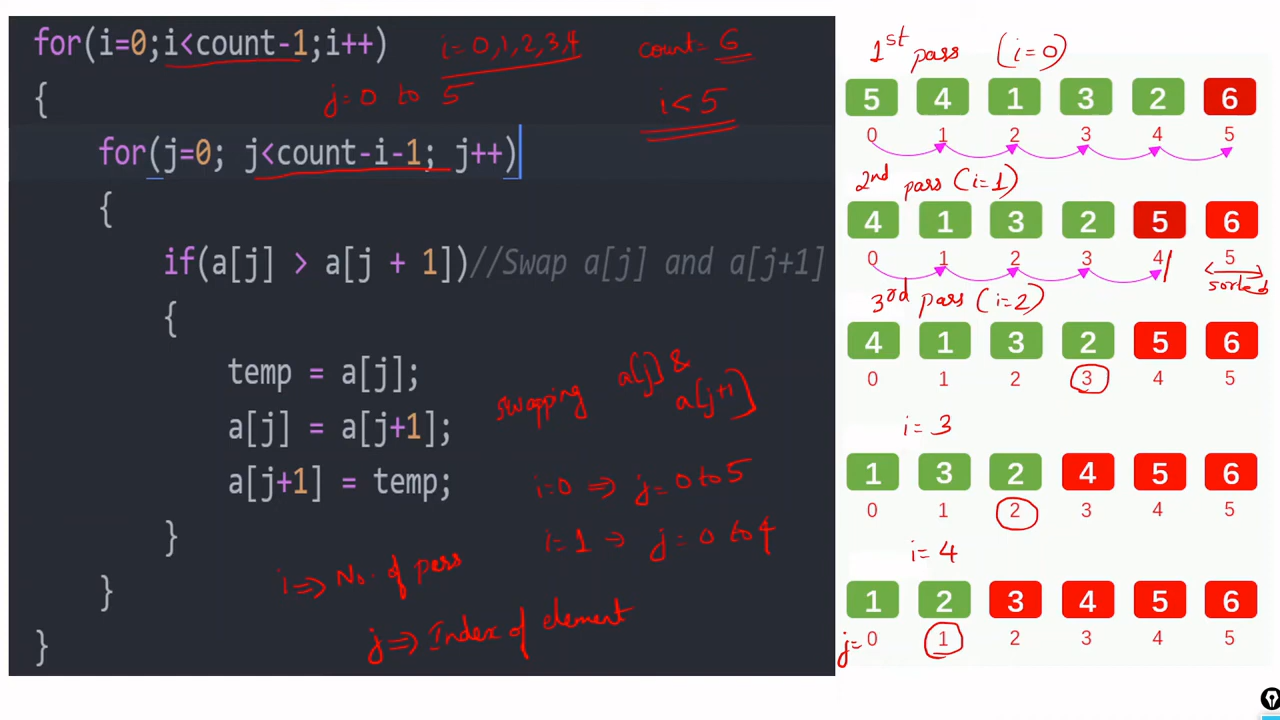 for(i=0;i<count-1;i++)
i=0,1,2,3,4
count=6
{
j=0 to 5
i<5
for(j=0; j<count-i-1; j++)
{
if(a[j] > a[j + 1])//Swap a[j] and a[j+1]
{
temp = a[j];
a[j] = a[j+1];
a[j+1] = temp;
swapping a[j] &
a[j+1]
i=0 => j=0 to 5
i=1 => j=0 to 4
}
i=> No. of pass
}
j=> Index of element
}
1st pass (i=0)
5 4 1 3 2 6
0 1 2 3 4 5
2nd pass (i=1)
4 1 3 2 5 6
0 1 2 3 4 5
sorted
3rd pass (i=2)
4 1 3 2 5 6
0 1 2 3 4 5
i=3
1 3 2 4 5 6
0 1 2 3 4 5
i=4
1 2 3 4 5 6
j=0 1 2 3 4 5